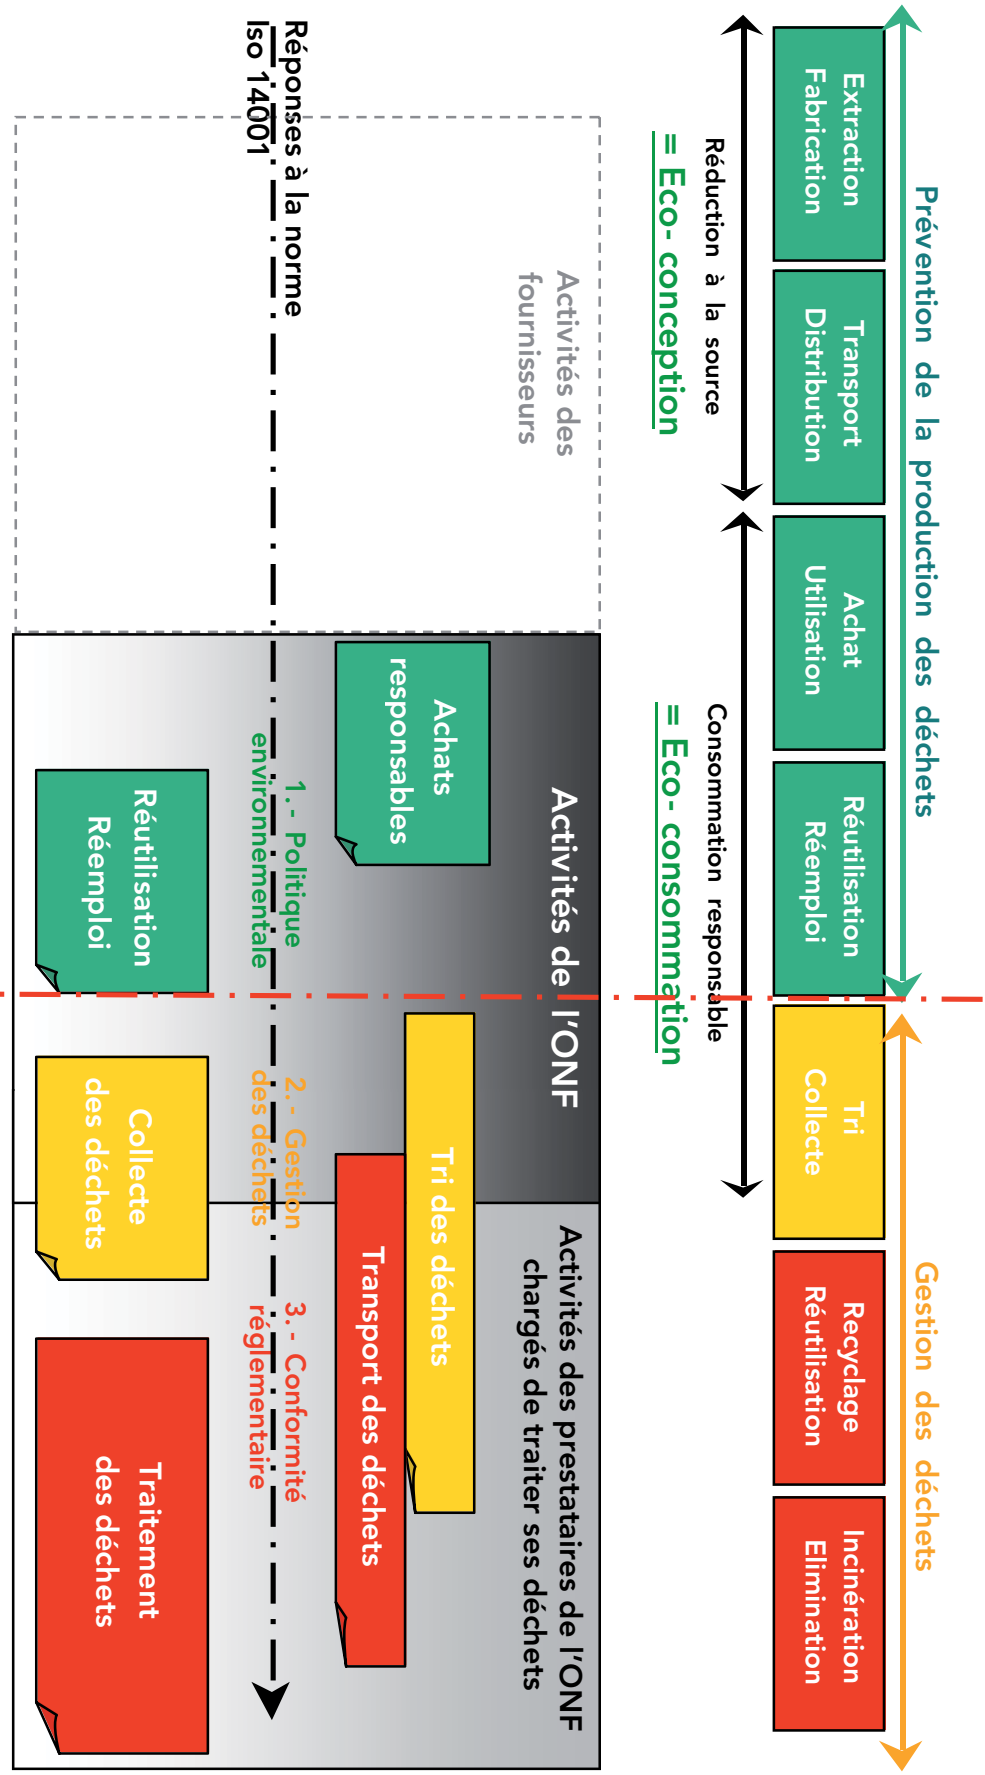 Prévention de la production des déchets
Gestion des déchets
Extraction
Fabrication
Transport
Distribution
Achat
Utilisation
Réutilisation
Réemploi
Tri
Collecte
Recyclage
Réutilisation
Incinération
Elimination
Réduction à la source
= Eco- conception
Consommation responsable
= Eco- consommation
Activités des
fournisseurs
Activités de l'ONF
Activités des prestataires de l'ONF
chargés de traiter ses déchets
Achats
responsables
Tri des déchets
Transport des déchets
Réponses à la norme
Iso 14001
1.- Politique
environnementale
2.- Gestion
des déchets
3.- Conformité
réglementaire
Réutilisation
Réemploi
Collecte
des déchets
Traitement
des déchets